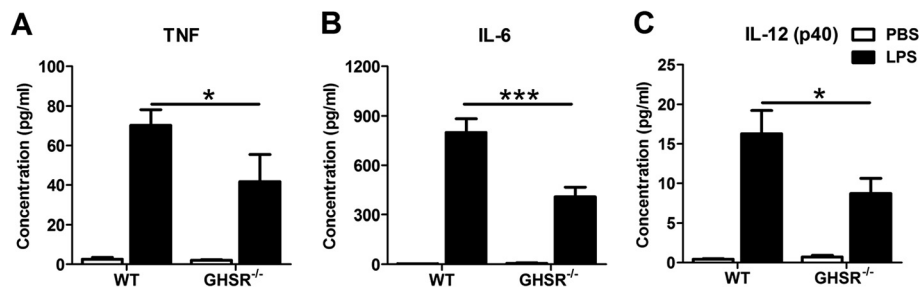 A
TNF
Concentration (pg/ml)
100
80
60
40
20
0
*
WT
GHSR-/-
B
IL-6
Concentration (pg/ml)
1200
900
600
300
0
***
WT
GHSR-/-
C
IL-12 (p40)
PBS
LPS
Concentration (pg/ml)
25
20
15
10
5
0
*
WT
GHSR-/-